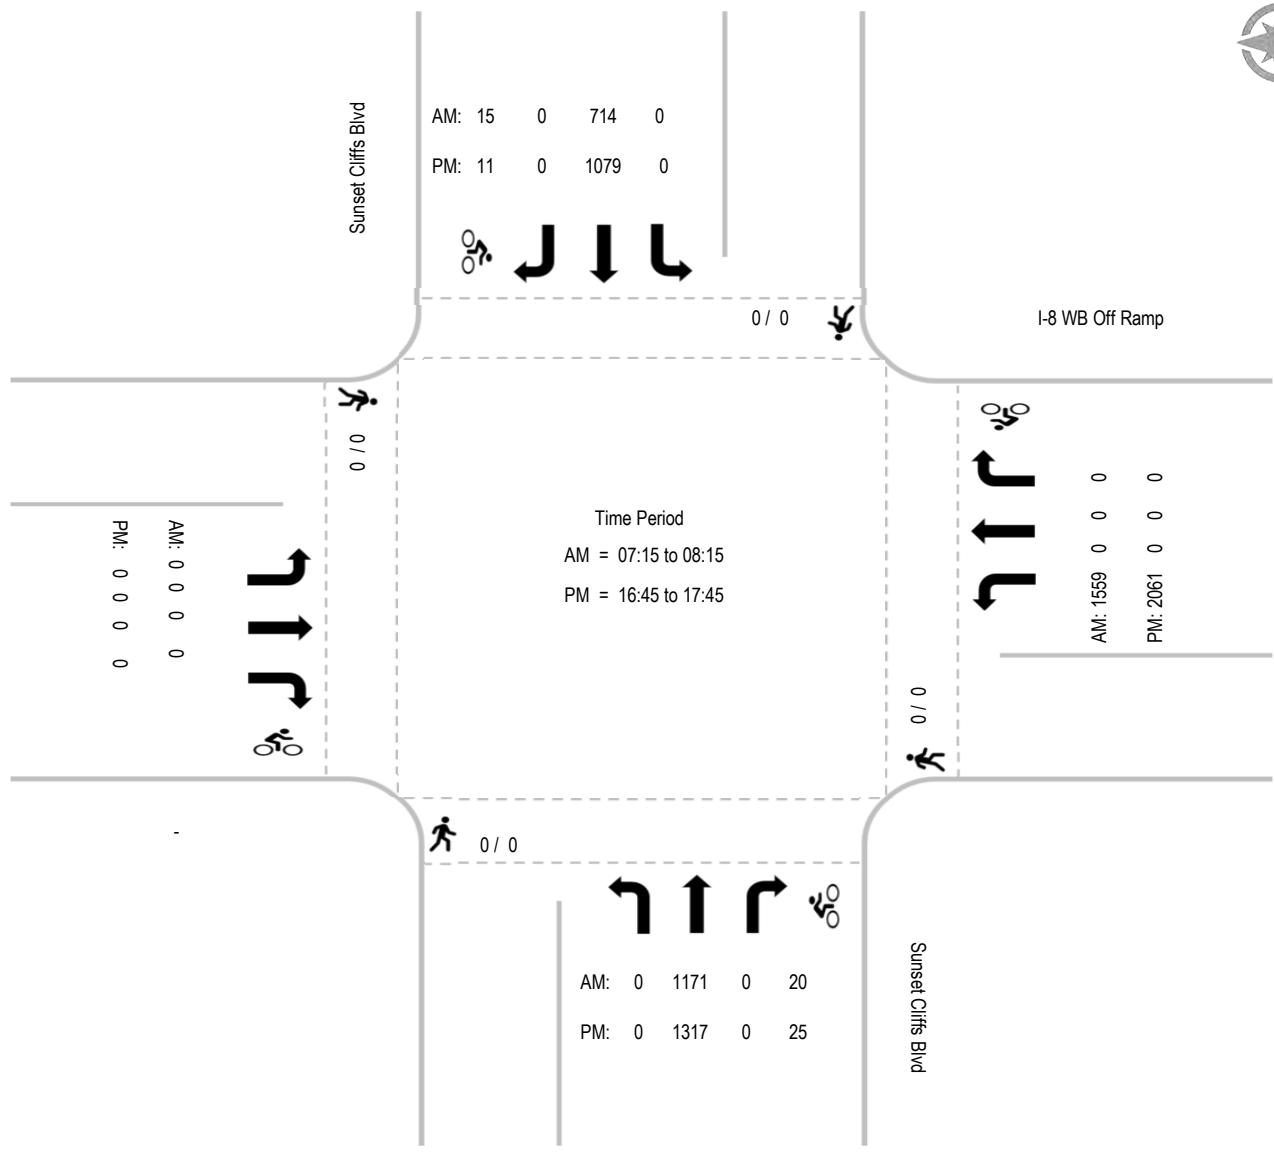 Sunset Cliffs Blvd
AM: 15 0 714 0
PM: 11 0 1079 0
0 / 0
I-8 WB Off Ramp
0 / 0
Time Period
AM = 07:15 to 08:15
PM = 16:45 to 17:45
AM: 0 0 0 0
PM: 0 0 0 0
AM: 1559 0 0 0
PM: 2061 0 0 0
0 / 0
-
0 / 0
AM: 0 1171 0 20
PM: 0 1317 0 25
Sunset Cliffs Blvd